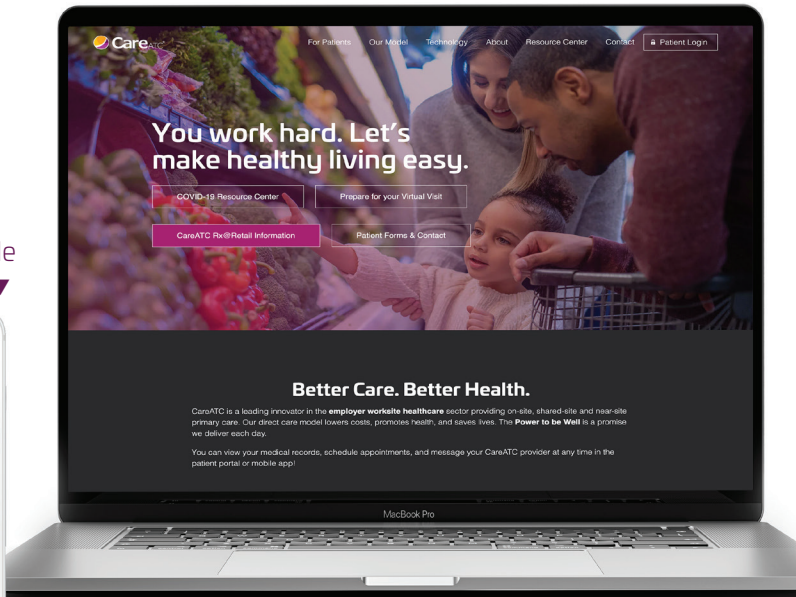 Care ATC
For Patients Our Model Technology About Resource Center Contact Patient Login
You work hard. Let's
make healthy living easy.
COVID-19 Resource Center Prepare for your Virtual Visit
CareATC Rx@Retail Information Patient Forms & Contact
Better Care. Better Health.
CareATC is a leading innovator in the employer worksite healthcare sector providing on-site, shared-site and near-site
primary care. Our direct care model lowers costs, promotes health, and saves lives. The Power to be Well is a promise
we deliver each day.
You can view your medical records, schedule appointments, and message your CareATC provider at any time in the
patient portal or mobile app!
MacBook Pro